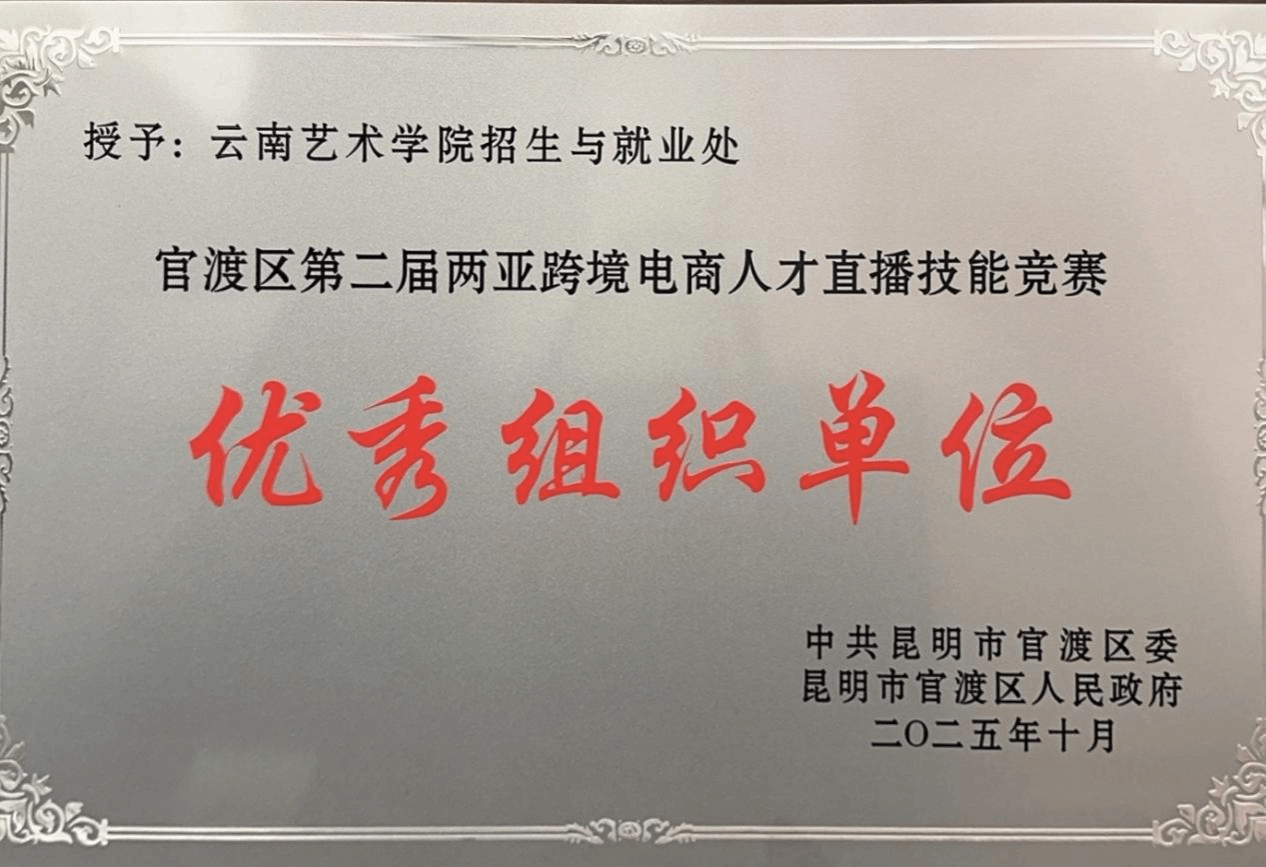 授予：云南艺术学院招生与就业处
官渡区第二届两亚跨境电商人才直播技能竞赛
优秀组织单位
中共昆明市官渡区委
昆明市官渡区人民政府
二〇二五年十月